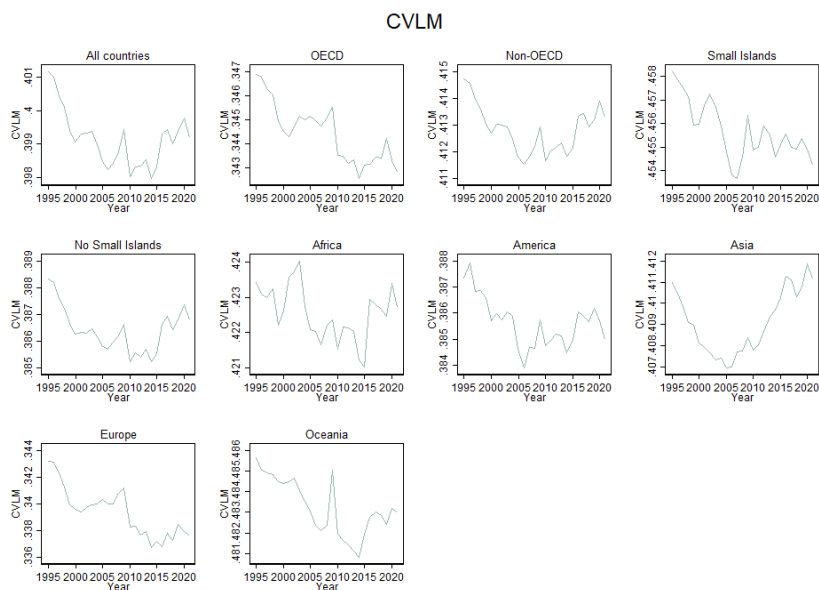 CVLM
All countries
OECD
Non-OECD
Small Islands
CVLM
.398 .399 .4 .401
1995 2000 2005 2010 2015 2020
Year
CVLM
.343 .344 .345 .346 .347
1995 2000 2005 2010 2015 2020
Year
CVLM
.411 .412 .413 .414 .415
1995 2000 2005 2010 2015 2020
Year
CVLM
.454 .455 .456 .457 .458
1995 2000 2005 2010 2015 2020
Year
No Small Islands
Africa
America
Asia
CVLM
.385 .386 .387 .388 .389
1995 2000 2005 2010 2015 2020
Year
CVLM
.421 .422 .423 .424
1995 2000 2005 2010 2015 2020
Year
CVLM
.384 .385 .386 .387 .388
1995 2000 2005 2010 2015 2020
Year
CVLM
.407 .408 .409 .41 .411 .412
1995 2000 2005 2010 2015 2020
Year
Europe
Oceania
CVLM
.336 .338 .34 .342 .344
1995 2000 2005 2010 2015 2020
Year
CVLM
.481 .482 .483 .484 .485 .486
1995 2000 2005 2010 2015 2020
Year